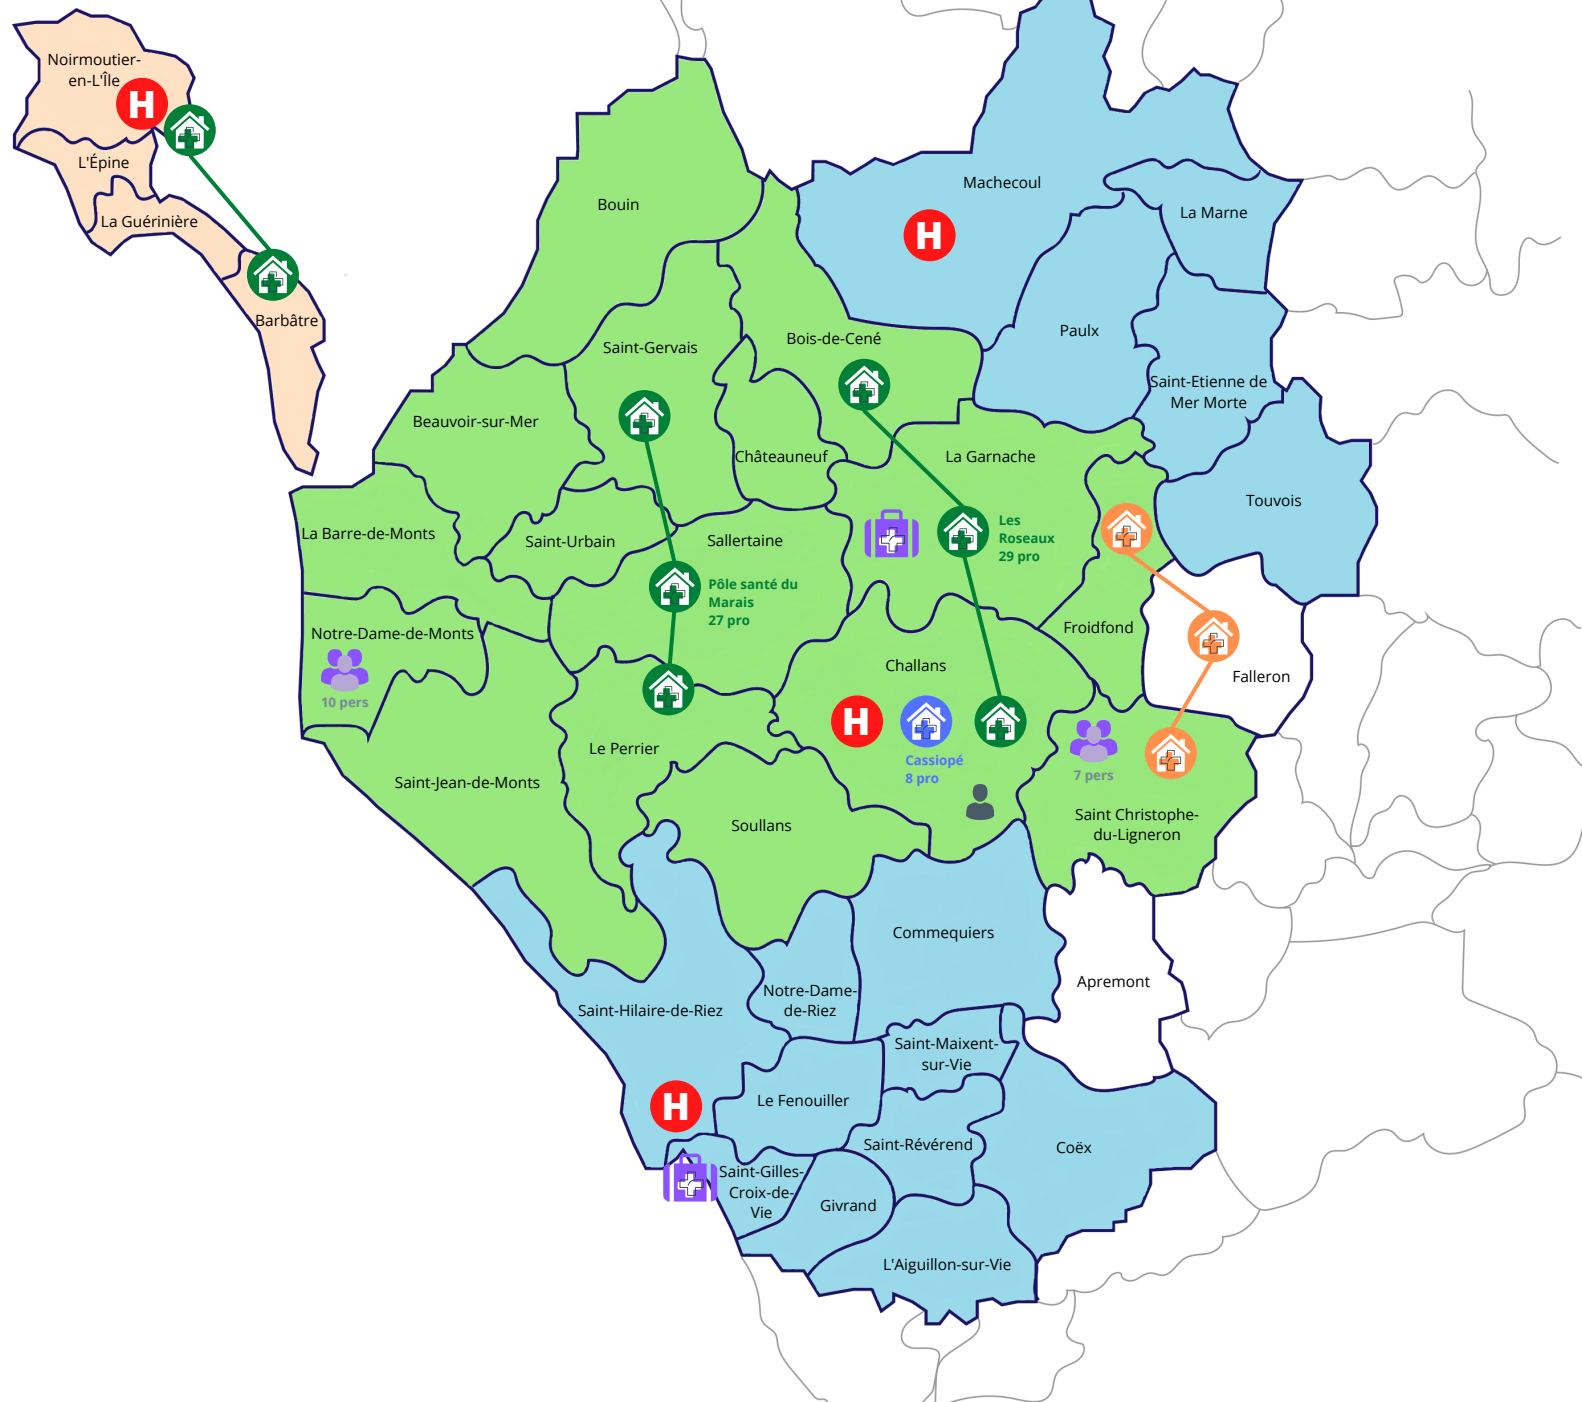 Noirmoutier-
en-L'Île
H
L'Épine
La Guérinière
Barbâtre
Bouin
Machecoul
H
La Marne
Saint-Gervais
Bois-de-Cené
Paulx
Saint-Etienne de
Mer Morte
Beauvoir-sur-Mer
Châteauneuf
La Garnache
Touvois
La Barre-de-Monts
Saint-Urbain
Sallertaine
Les
Roseaux
29 pro
Pôle santé du
Marais
27 pro
Notre-Dame-de-Monts
10 pers
Froidfond
Challans
Falleron
H
Cassiopé
8 pro
7 pers
Le Perrier
Saint-Jean-de-Monts
Soullans
Saint Christophe-
du-Ligneron
Commequiers
Apremont
Notre-Dame-
de-Riez
Saint-Hilaire-de-Riez
Saint-Maixent-
sur-Vie
H
Le Fenouiller
Saint-Révérend
Coëx
Saint-Gilles-
Croix-de-
Vie
Givrand
L'Aiguillon-sur-Vie